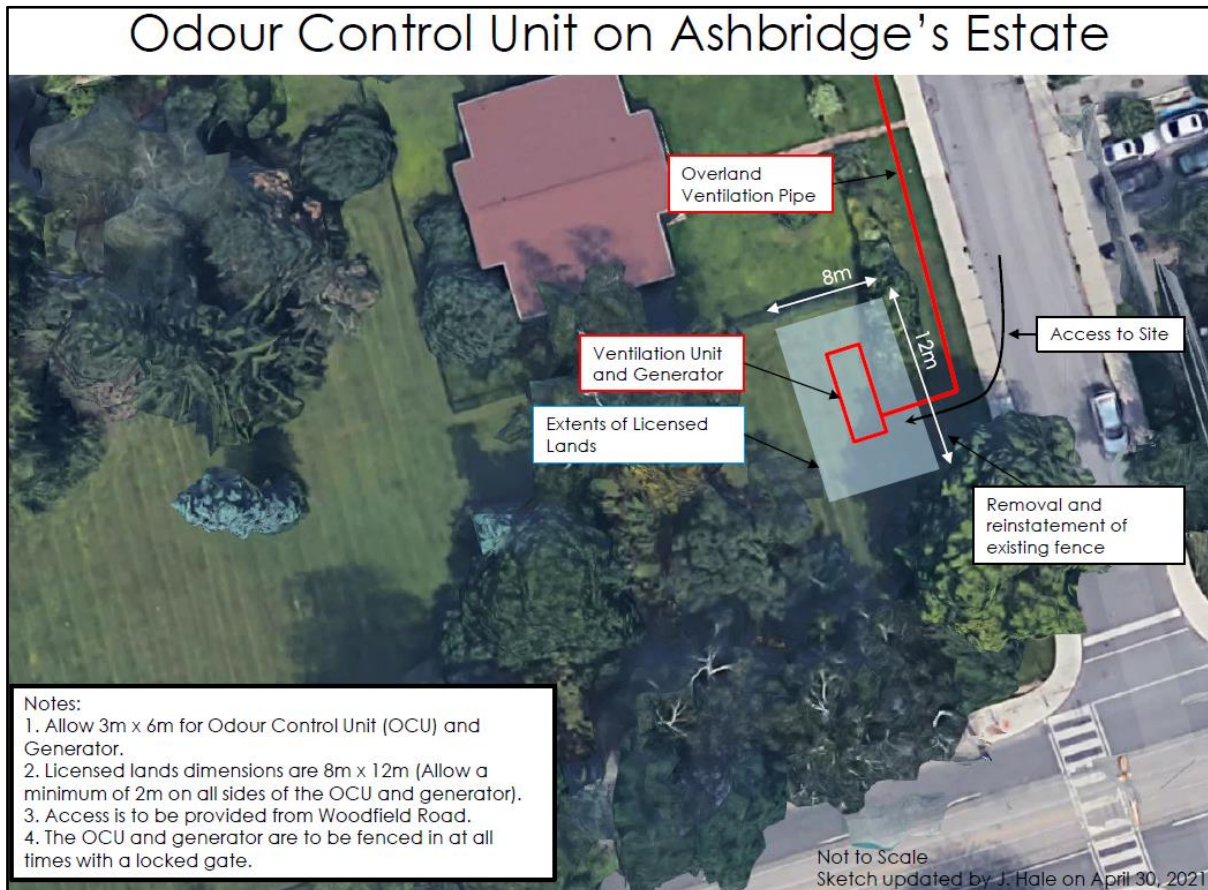 Odour Control Unit on Ashbridge's Estate
Overland
Ventilation Pipe
8m
12m
Access to Site
Ventilation Unit
and Generator
Extents of Licensed
Lands
Removal and
reinstatement of
existing fence
Notes:
1. Allow 3m x 6m for Odour Control Unit (OCU) and
Generator.
2. Licensed lands dimensions are 8m x 12m (Allow a
minimum of 2m on all sides of the OCU and generator).
3. Access is to be provided from Woodfield Road.
4. The OCU and generator are to be fenced in at all
times with a locked gate.
Not to Scale
Sketch updated by J. Hale on April 30, 2021